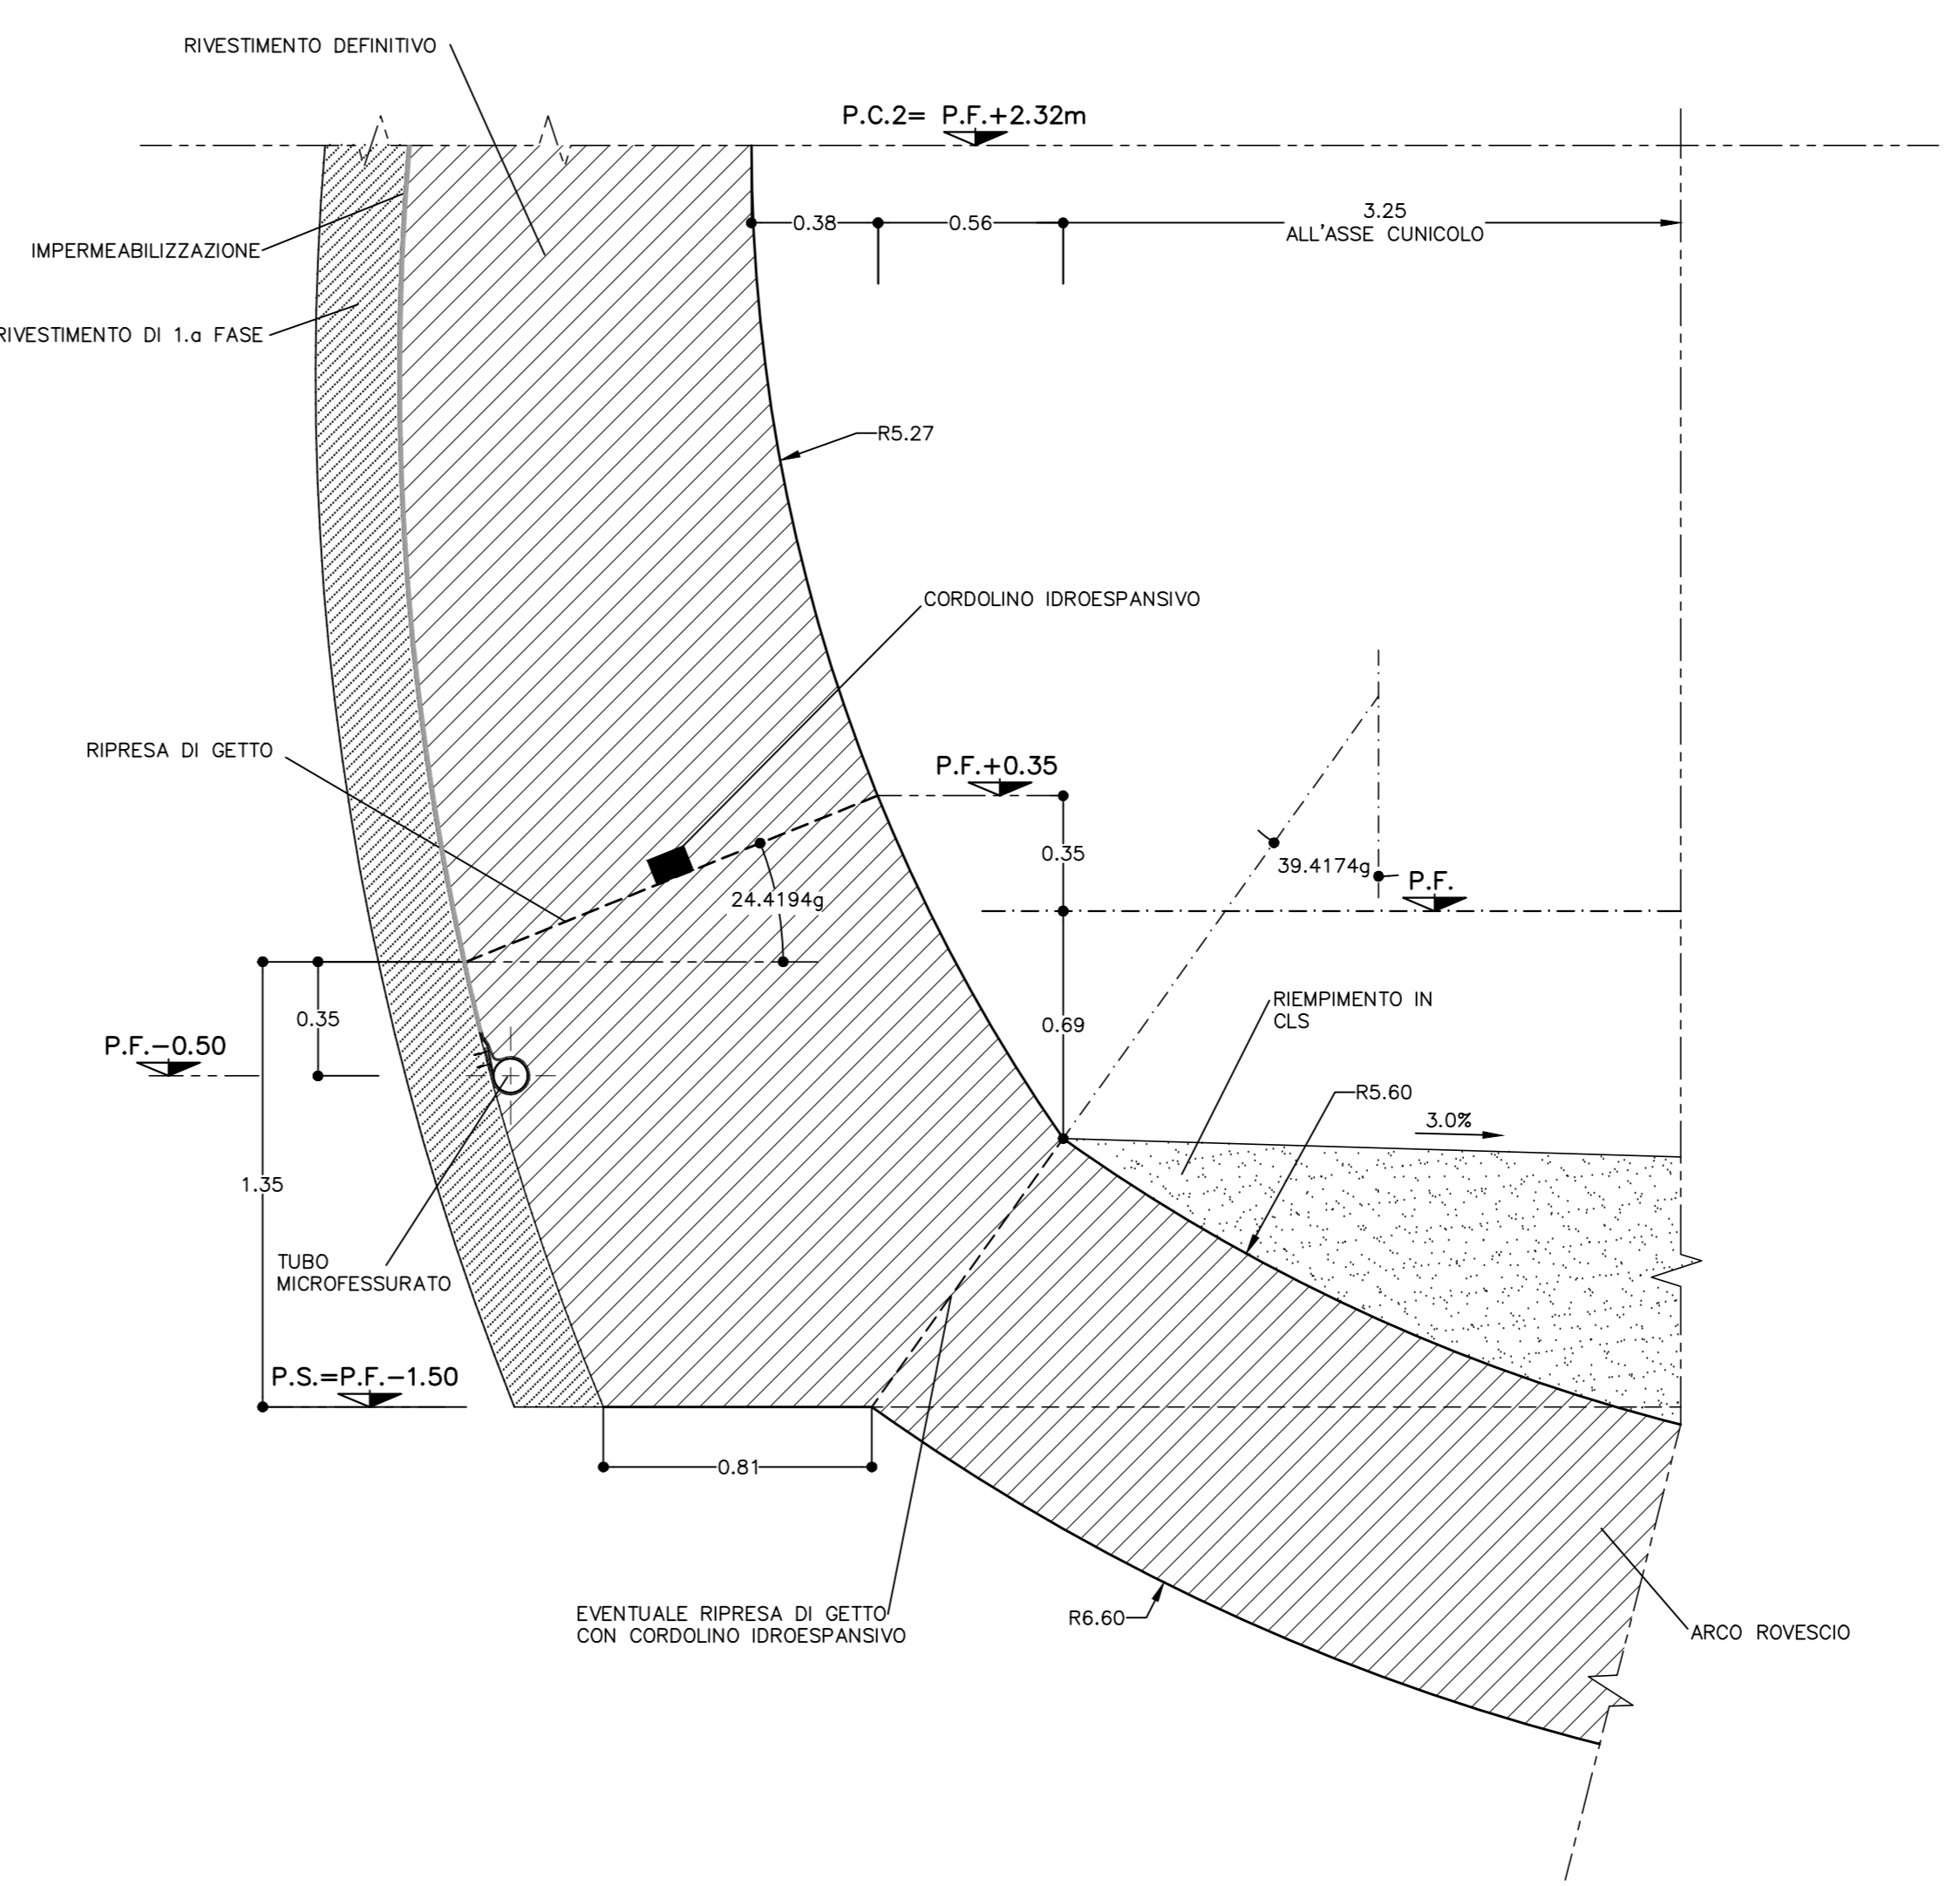 RIVESTIMENTO DEFINITIVO
P.C.2= P.F.+2.32m
0.38
0.56
3.25
ALL'ASSE CUNICOLO
IMPERMEABILIZZAZIONE
RIVESTIMENTO DI 1.a FASE
R5.27
CORDOLINO IDROESPANSIVO
RIPRESA DI GETTO
P.F.+0.35
0.35
39.4174g
P.F.
24.4194g
0.35
0.69
RIEMPIMENTO IN
CLS
P.F.-0.50
R5.60
3.0%
1.35
TUBO
MICROFESSURATO
P.S.=P.F.-1.50
0.81
EVENTUALE RIPRESA DI GETTO
CON CORDOLINO IDROESPANSIVO
R6.60
ARCO ROVESCIO